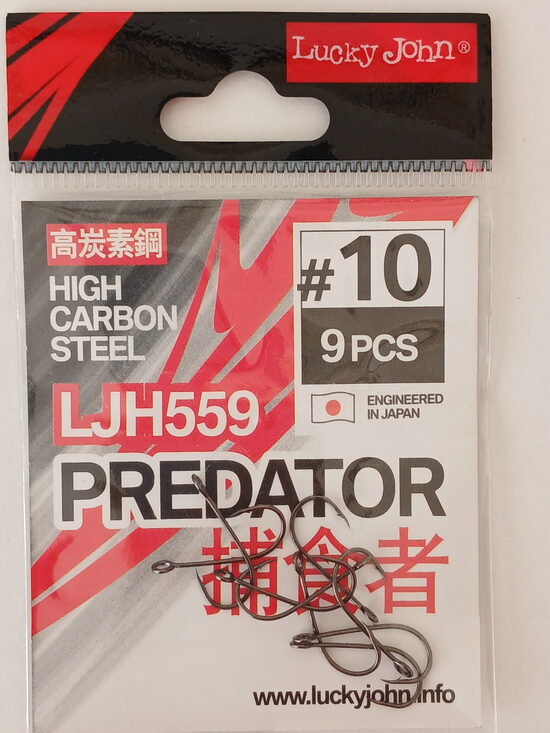 Lucky John®
高炭素鋼
HIGH
CARBON
STEEL
#10
9 PCS
ENGINEERED
IN JAPAN
LJH559
PREDATOR
捕食者
www.luckyjohn.info